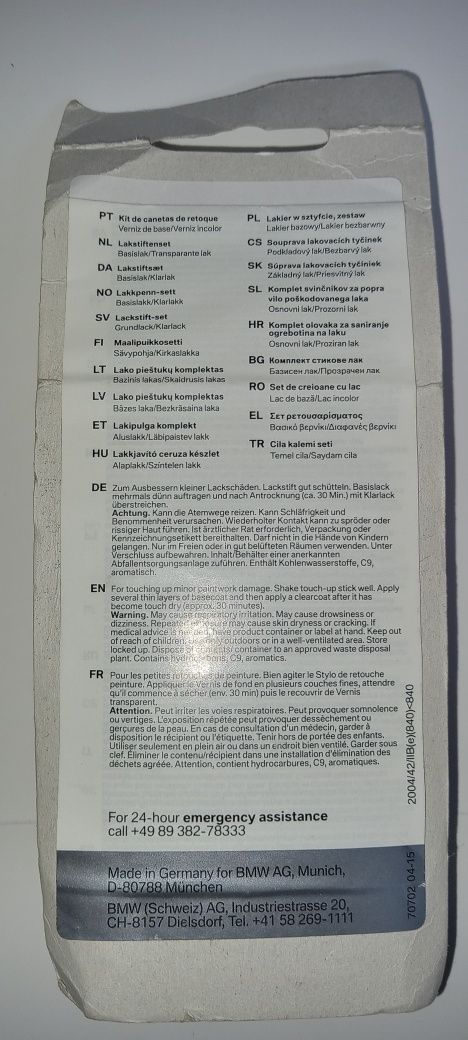 PT Kit de canetas de retoque
Verniz de base/Verniz incolor
NL Lakstiftenset
Basislak/Transparante lak
DA Lakstiftsæt
Basislak/Klarlak
NO Lakkpenn-sett
Basislakk/Klarlakk
SV Lackstift-set
Grundlack/Klarlack
FI Maalipuikkosetti
Sävypohja/Kirkaslakka
LT Lako pieštukų komplektas
Bazinis lakas/Skaidrusis lakas
LV Lako pieštukų komplektas
Bāzes laka/Bezkrāsaina laka
ET Lakipulga komplekt
Aluslakk/Läbipaistev lakk
HU Lakkjavító ceruza készlet
Alaplakk/Színtelen lakk
PL Lakier w sztyfcie, zestaw
Lakier bazowy/Lakier bezbarwny
CS Souprava lakovacích tyčinek
Podkladový lak/Bezbarvý lak
SK Súprava lakovacích tyčiniek
Základný lak/Priesvitný lak
SL Komplet svinčnikov za popra
vilo poškodovanega laka
Osnovni lak/Prozorni lak
HR Komplet olovaka za saniranje
ogrebotina na laku
Osnovni lak/Proziran lak
BG Комплект стикове лак
Базисен лак/Прозрачен лак
RO Set de creioane cu lac
Lac de bază/Lac incolor
EL Σετ ρετουσαρίσματος
Βασικό βερνίκι/Διαφανές βερνίκι
TR Cila kalemi seti
Temel cila/Saydam cila
DE Zum Ausbessern kleiner Lackschäden. Lackstift gut schütteln. Basislack
mehrmals dünn auftragen und nach Antrocknung (ca. 30 Min.) mit Klarlack
überstreichen.
Achtung. Kann die Atemwege reizen. Kann Schläfrigkeit und
Benommenheit verursachen. Wiederholter Kontakt kann zu spröder oder
rissiger Haut führen. Ist ärztlicher Rat erforderlich, Verpackung oder
Kennzeichnungsetikett bereithalten. Darf nicht in die Hände von Kindern
gelangen. Nur im Freien oder in gut belüfteten Räumen verwenden. Unter
Verschluss aufbewahren. Inhalt/Behälter einer anerkannten
Abfallentsorgungsanlage zuführen. Enthält Kohlenwasserstoffe, C9,
aromatisch.
EN For touching up minor paintwork damage. Shake touch-up stick well. Apply
several thin layers of basecoat and then apply a clearcoat after it has
become touch dry (approx. 30 minutes).
Warning. May cause respiratory irritation. May cause drowsiness or
dizziness. Repeated exposure may cause skin dryness or cracking. If
medical advice is needed, have product container or label at hand. Keep out
of reach of children. Use only outdoors or in a well-ventilated area. Store
locked up. Dispose of contents/container to an approved waste disposal
plant. Contains hydrocarbons, C9, aromatics.
FR Pour les petites retouches de peinture. Bien agiter le Stylo de retouche
peinture. Appliquer le Vernis de fond en plusieurs couches fines, attendre
qu'il commence à sécher (env. 30 min) puis le recouvrir de Vernis
transparent.
Attention. Peut irriter les voies respiratoires. Peut provoquer somnolence
ou vertiges. L'exposition répétée peut provoquer dessèchement ou
gerçures de la peau. En cas de consultation d'un médecin, garder à
disposition le récipient ou l'étiquette. Tenir hors de portée des enfants.
Utiliser seulement en plein air ou dans un endroit bien ventilé. Garder sous
clef. Éliminer le contenu/récipient dans une installation d'élimination des
déchets agréée. Attention, contient hydrocarbures, C9, aromatiques.
2004/42/IIB(e)(840)<840
For 24-hour emergency assistance
call +49 89 382-78333
Made in Germany for BMW AG, Munich,
D-80788 München
BMW (Schweiz) AG, Industriestrasse 20,
CH-8157 Dielsdorf, Tel. +41 58 269-1111
70702 04-15